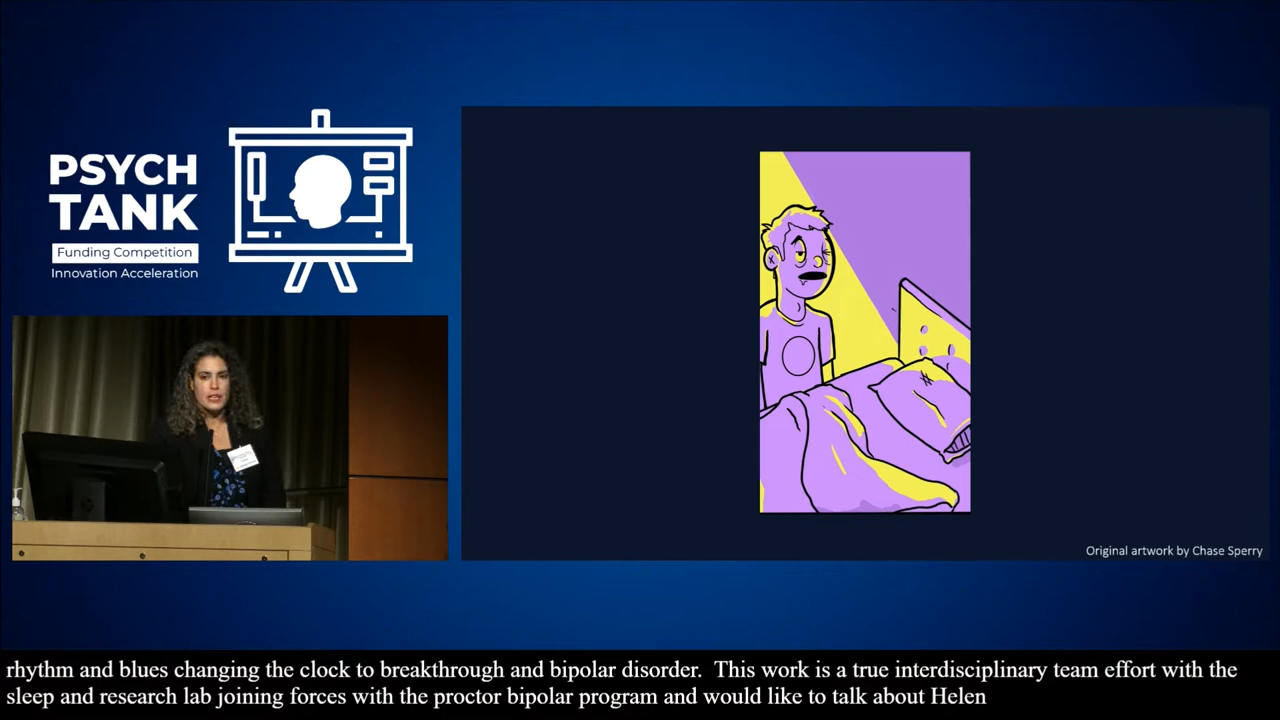 PSYCH
TANK
Funding Competition
Innovation Acceleration
Original artwork by Chase Sperry
rhythm and blues changing the clock to breakthrough and bipolar disorder.  This work is a true interdisciplinary team effort with the
sleep and research lab joining forces with the proctor bipolar program and would like to talk about Helen